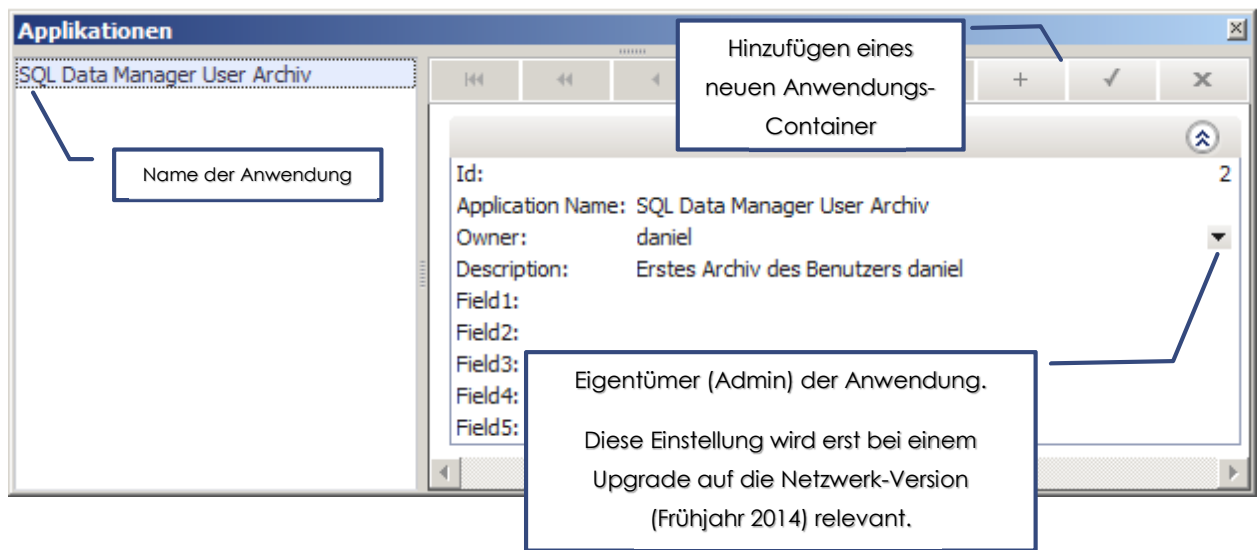 Applikationen
SQL Data Manager User Archiv
Hinzufügen eines
neuen Anwendungs-
Container
Name der Anwendung
Id: 2
Application Name: SQL Data Manager User Archiv
Owner: daniel
Description: Erstes Archiv des Benutzers daniel
Field1:
Field2:
Field3:
Field4:
Field5:
Eigentümer (Admin) der Anwendung.
Diese Einstellung wird erst bei einem
Upgrade auf die Netzwerk-Version
(Frühjahr 2014) relevant.